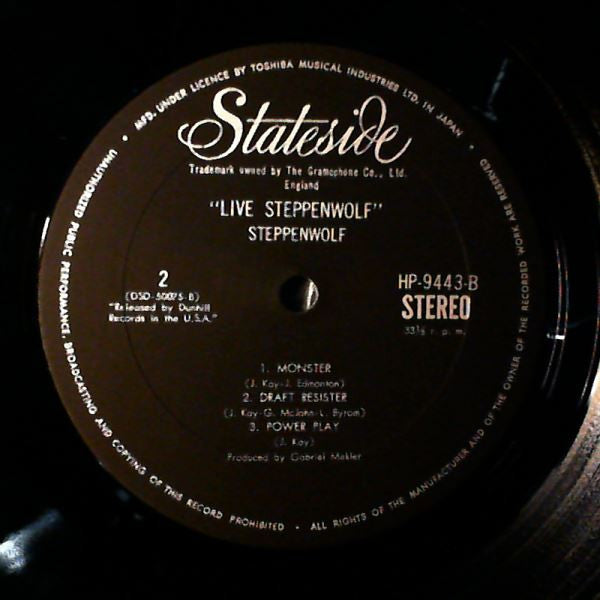 MF'D. UNDER LICENCE BY TOSHIBA MUSICAL INDUSTRIES LTD. IN JAPAN
Stateside
Trademark owned by The Gramophone Co., Ltd.
England
"LIVE STEPPENWOLF"
STEPPENWOLF
2
(DSD-50075-B)
"Released by Dunhill
Records in the U.S.A."
HP-9443-B
STEREO
33⅓ r. p. m.
1. MONSTER
(J. Kay-J. Edmonton)
2. DRAFT RESISTER
(J. Kay-G. McJohn-L. Byrom)
3. POWER PLAY
(J. Kay)
Produced by Gabriel Mekler
UNAUTHORIZED PUBLIC PERFORMANCE, BROADCASTING AND COPYING OF THIS RECORD PROHIBITED • ALL RIGHTS OF THE MANUFACTURER AND OF THE OWNER OF THE RECORDED WORK ARE RESERVED